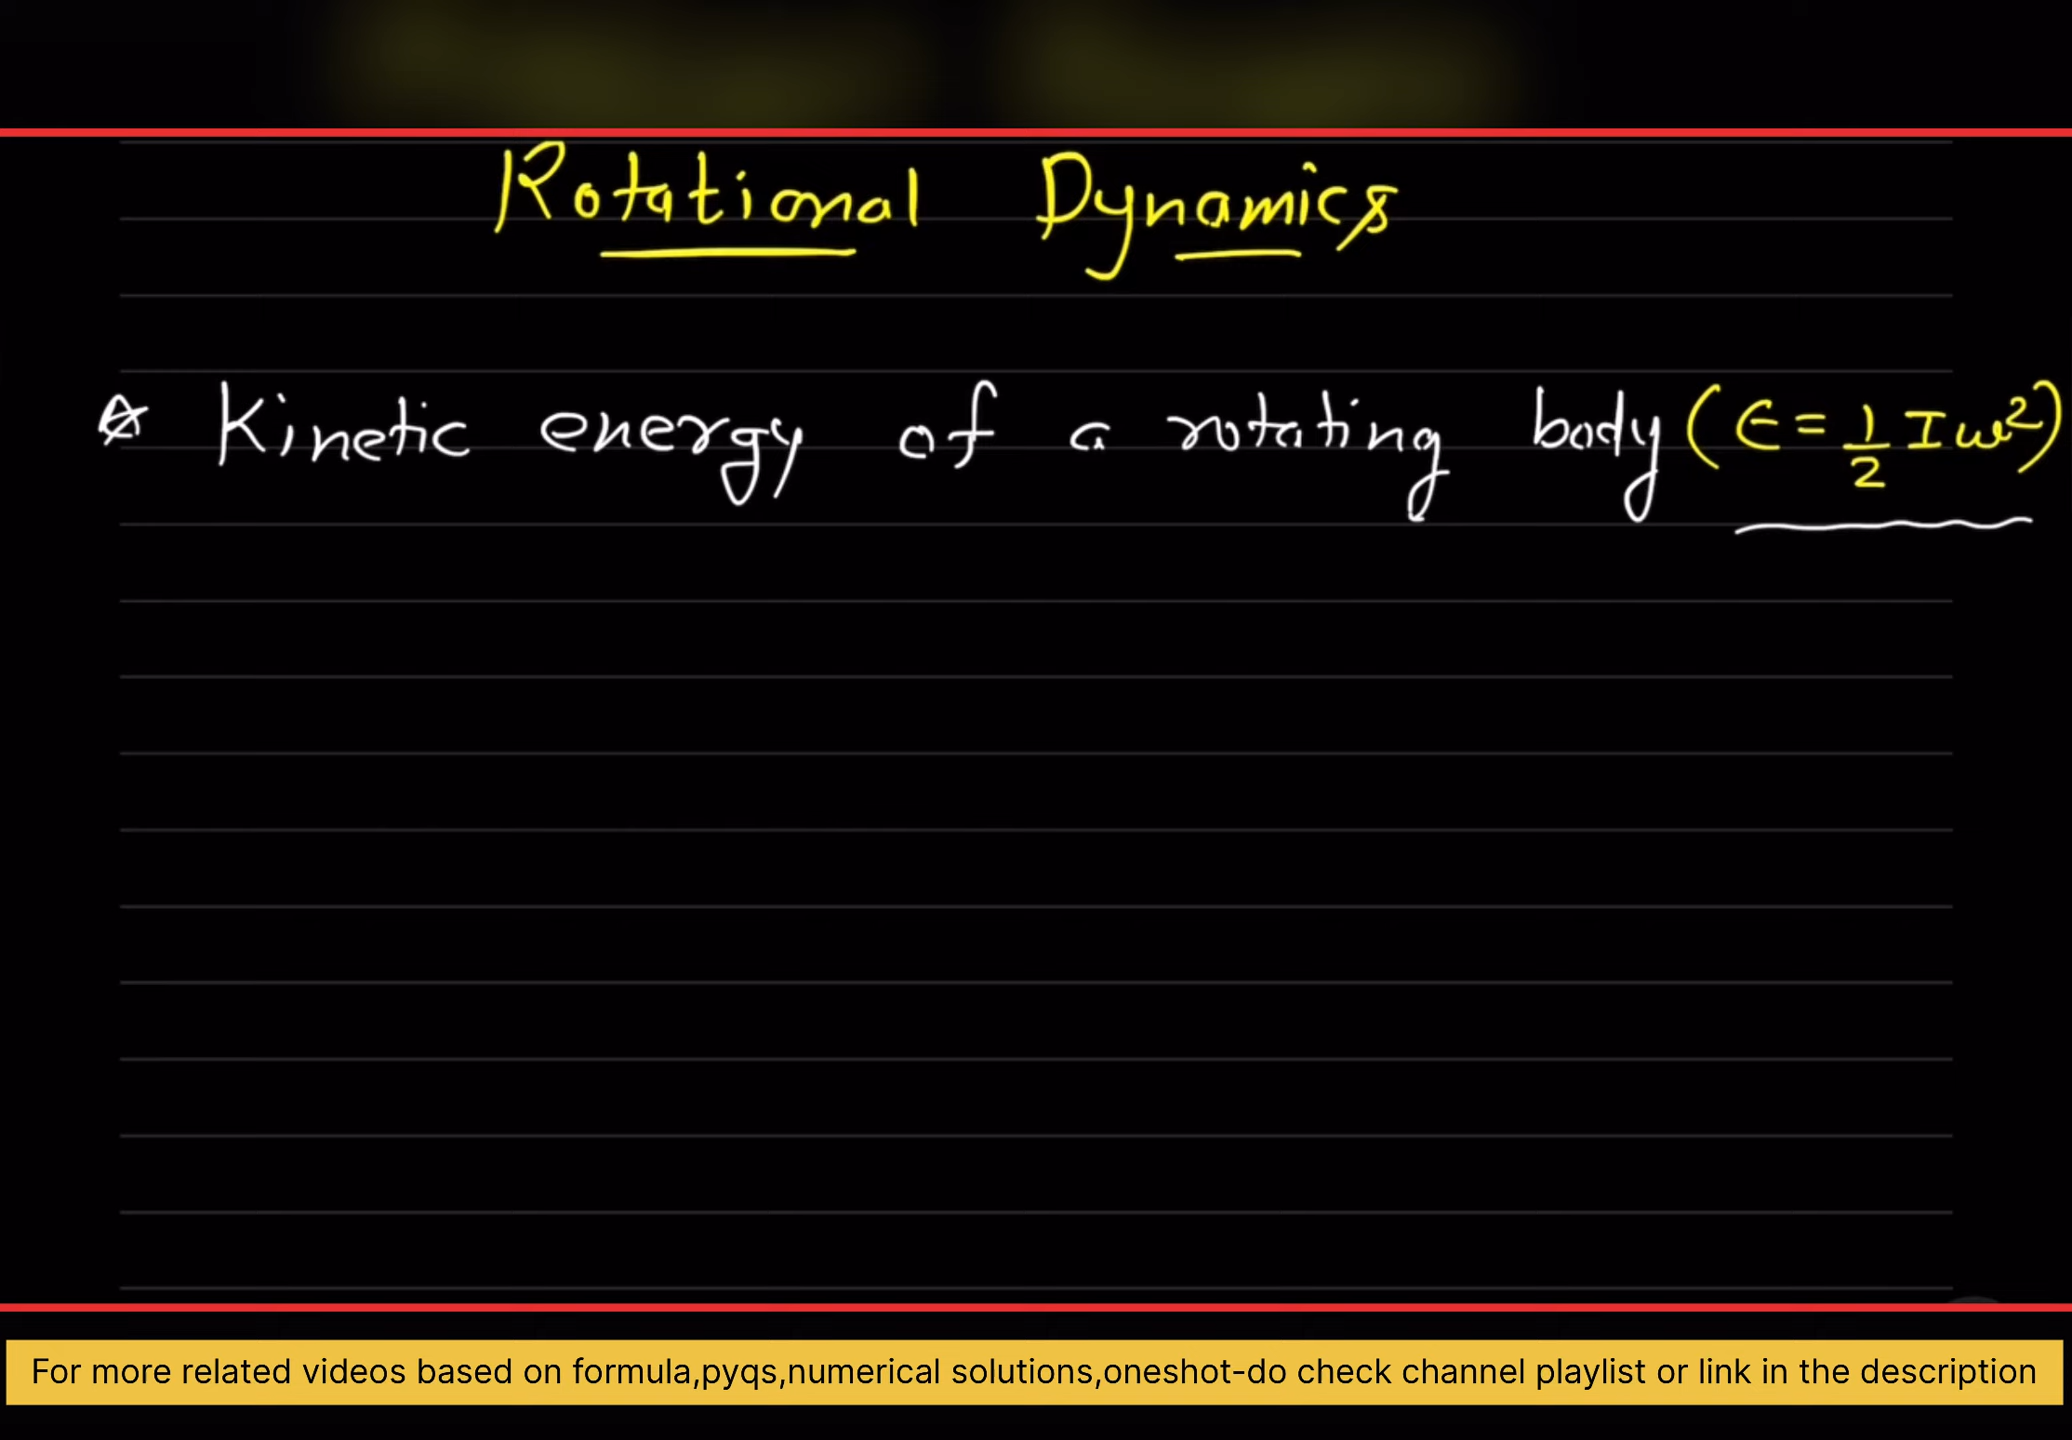 Rotational Dynamics
☆ Kinetic energy of a rotating body (E = 1/2 I ω²)
For more related videos based on formula,pyqs,numerical solutions,oneshot-do check channel playlist or link in the description